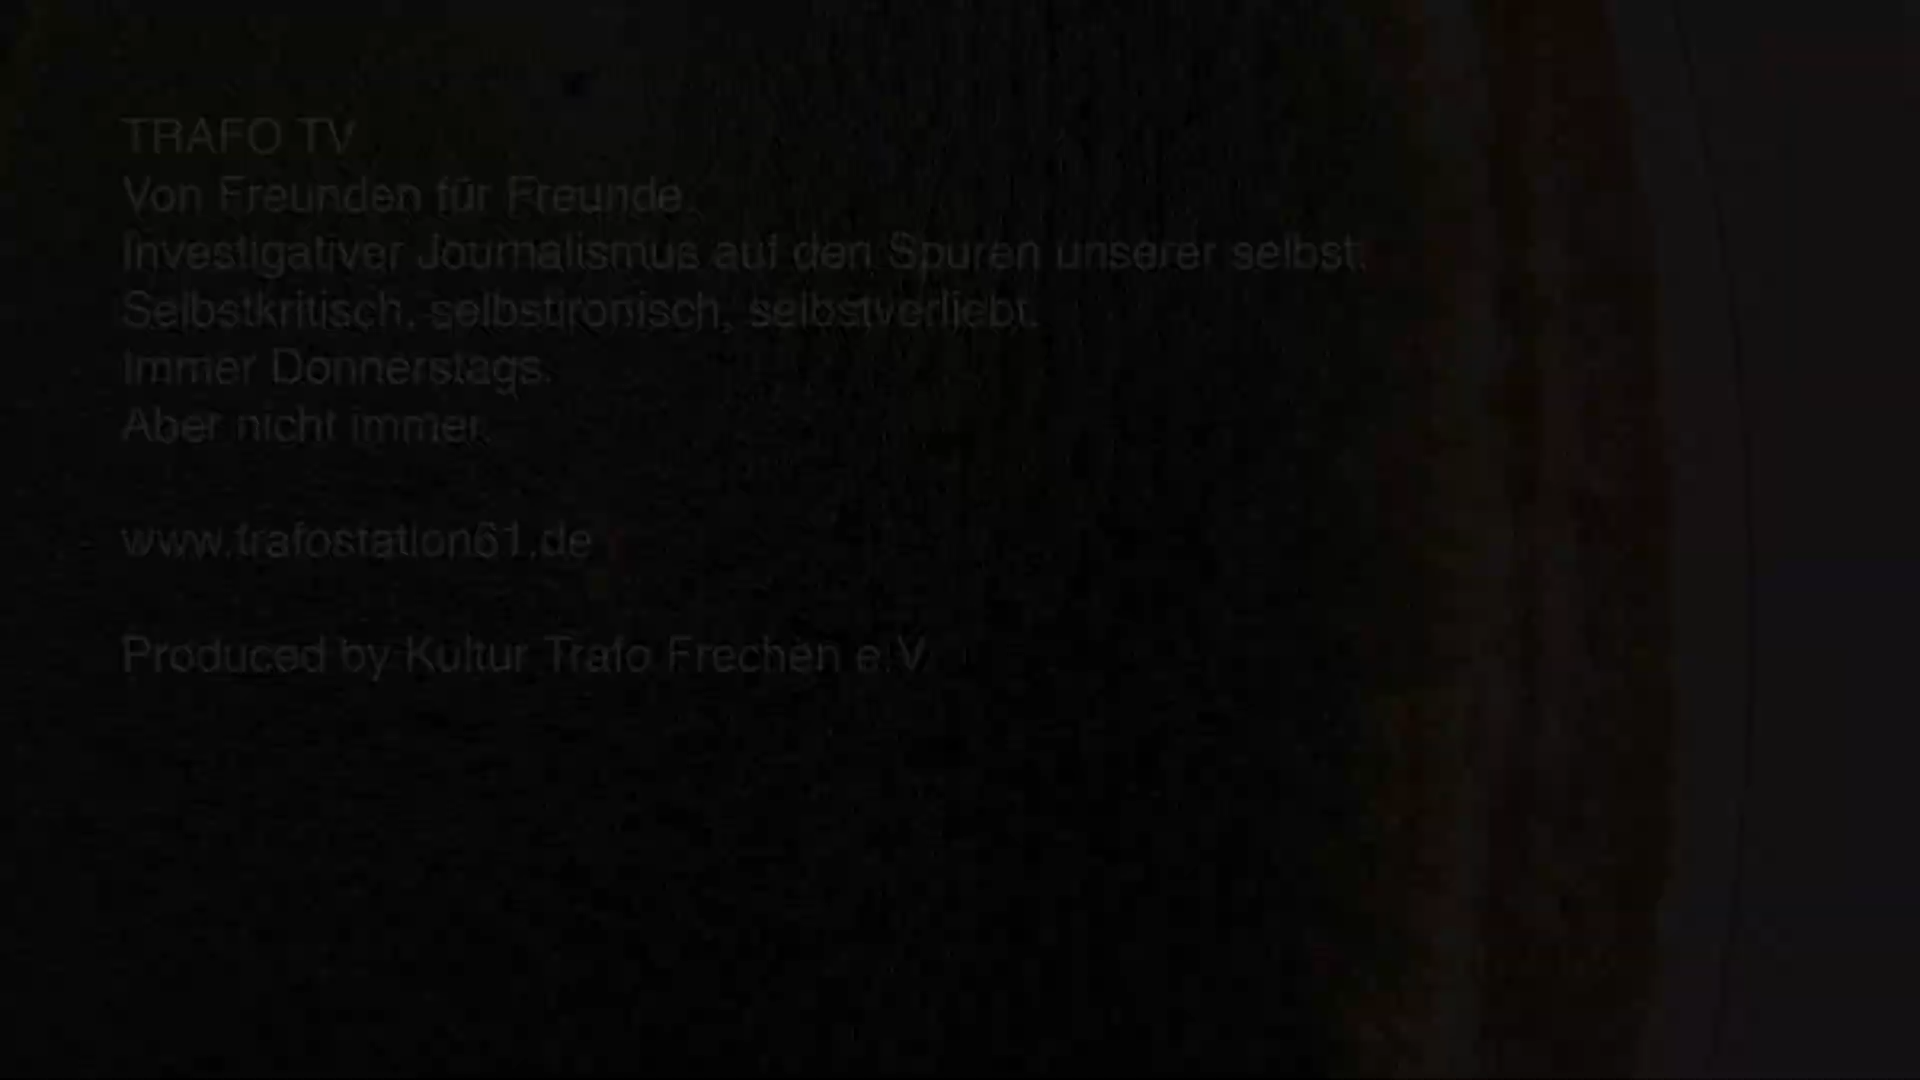 TRAFO TV
Von Freunden für Freunde.
Investigativer Journalismus auf den Spuren unserer selbst.
Selbstkritisch, selbstironisch, selbstverliebt.
Immer Donnerstags.
Aber nicht immer.
www.trafostation61.de
Produced by Kultur Trafo Frechen e.V.